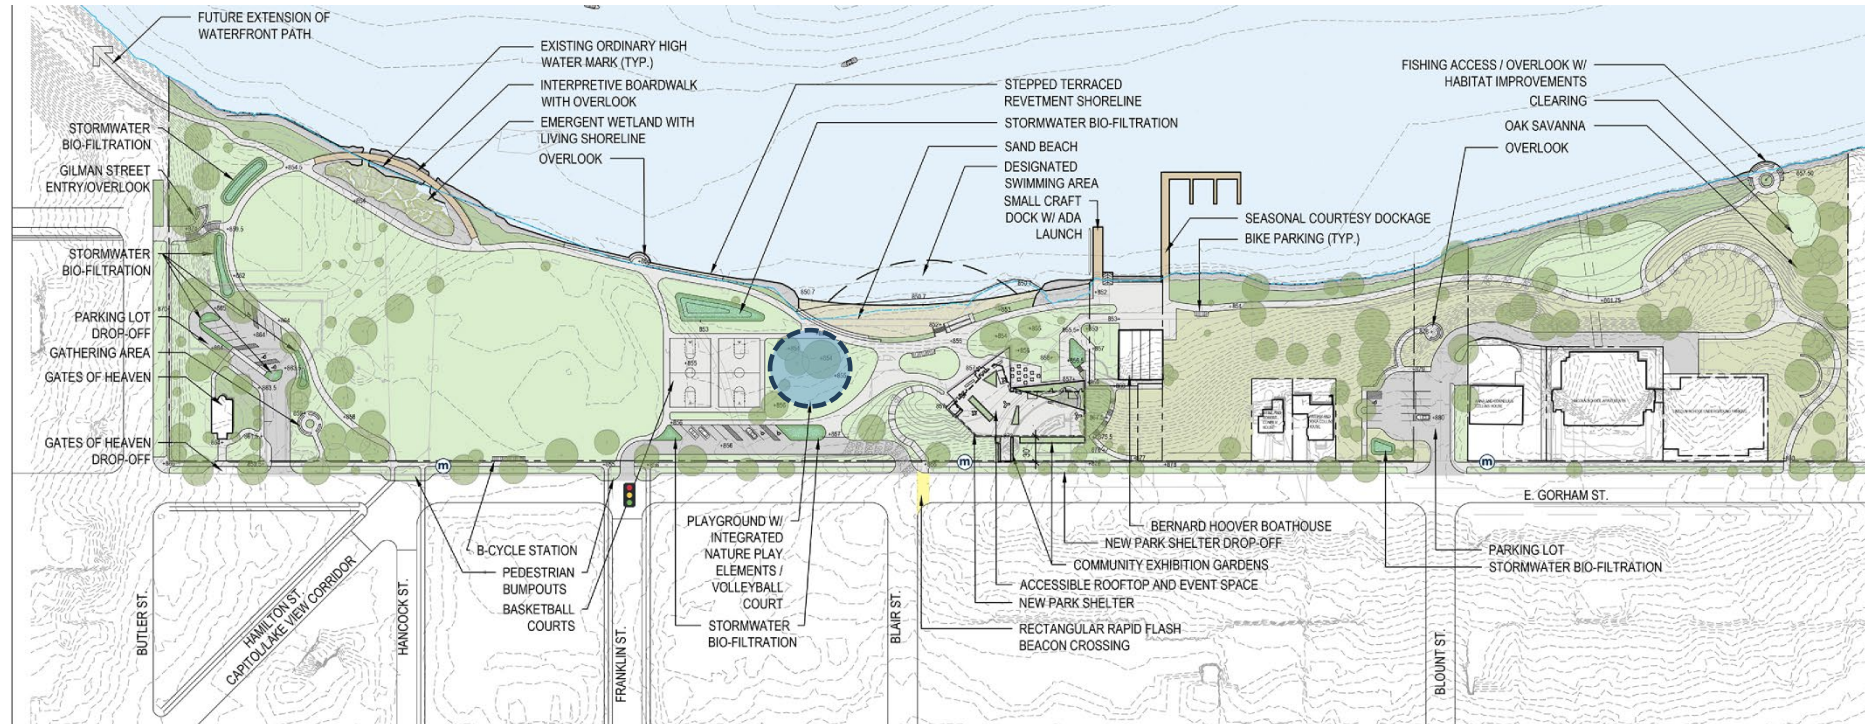 FUTURE EXTENSION OF
WATERFRONT PATH
EXISTING ORDINARY HIGH
WATER MARK (TYP.)
INTERPRETIVE BOARDWALK
WITH OVERLOOK
EMERGENT WETLAND WITH
LIVING SHORELINE
OVERLOOK
STORMWATER
BIO-FILTRATION
GILMAN STREET
ENTRY/OVERLOOK
STORMWATER
BIO-FILTRATION
PARKING LOT
DROP-OFF
GATHERING AREA
GATES OF HEAVEN
GATES OF HEAVEN
DROP-OFF
STEPPED TERRACED
REVETMENT SHORELINE
STORMWATER BIO-FILTRATION
SAND BEACH
DESIGNATED
SWIMMING AREA
SMALL CRAFT
DOCK W/ ADA
LAUNCH
SEASONAL COURTESY DOCKAGE
BIKE PARKING (TYP.)
FISHING ACCESS / OVERLOOK W/
HABITAT IMPROVEMENTS
CLEARING
OAK SAVANNA
OVERLOOK
m
m
m
30'
E. GORHAM ST.
B-CYCLE STATION
PEDESTRIAN
BUMPOUTS
BASKETBALL
COURTS
PLAYGROUND W/
INTEGRATED
NATURE PLAY
ELEMENTS /
VOLLEYBALL
COURT
STORMWATER
BIO-FILTRATION
BERNARD HOOVER BOATHOUSE
NEW PARK SHELTER DROP-OFF
COMMUNITY EXHIBITION GARDENS
ACCESSIBLE ROOFTOP AND EVENT SPACE
NEW PARK SHELTER
RECTANGULAR RAPID FLASH
BEACON CROSSING
PARKING LOT
STORMWATER BIO-FILTRATION
BUTLER ST.
HAMILTON ST.
CAPITOL/LAKE VIEW CORRIDOR
HANCOCK ST.
FRANKLIN ST.
BLAIR ST.
BLOUNT ST.